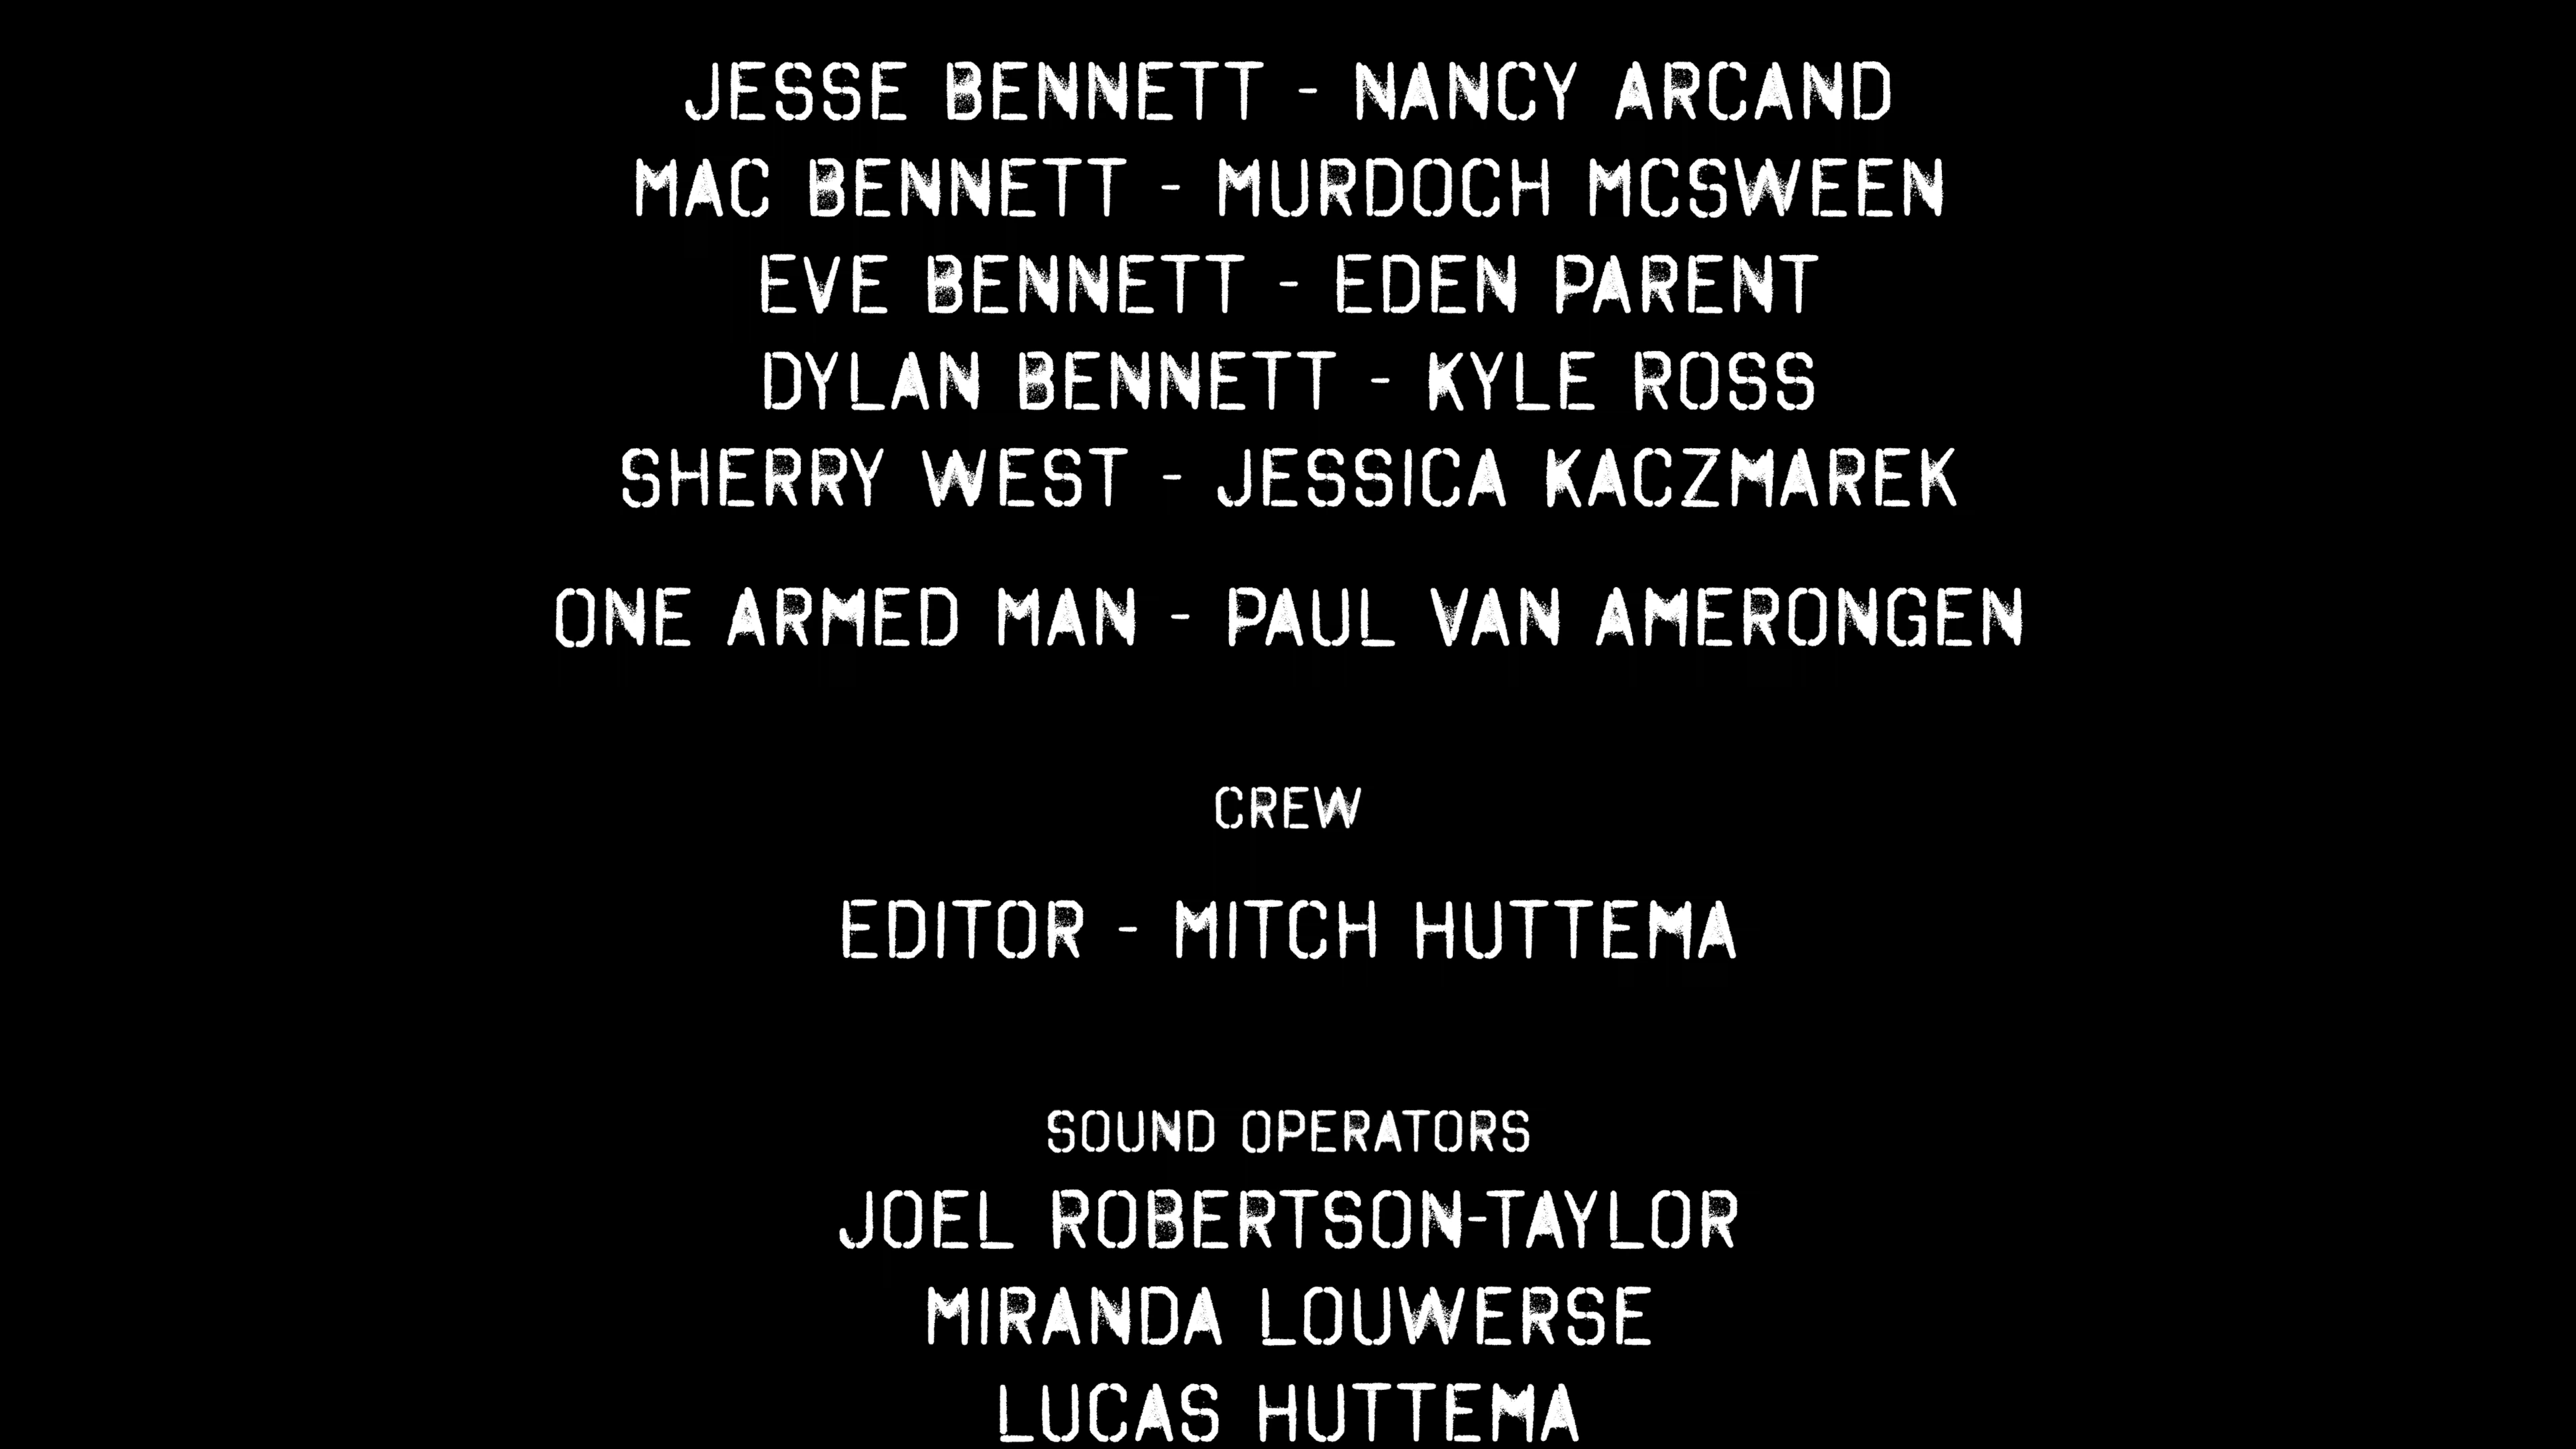 JESSE BENNETT - NANCY ARCAND
MAC BENNETT - MURDOCH MCSWEEN
EVE BENNETT - EDEN PARENT
DYLAN BENNETT - KYLE ROSS
SHERRY WEST - JESSICA KACZMAREK
ONE ARMED MAN - PAUL VAN AMERONGEN
CREW
EDITOR - MITCH HUTTEMA
SOUND OPERATORS
JOEL ROBERTSON-TAYLOR
MIRANDA LOUWERSE
LUCAS HUTTEMA